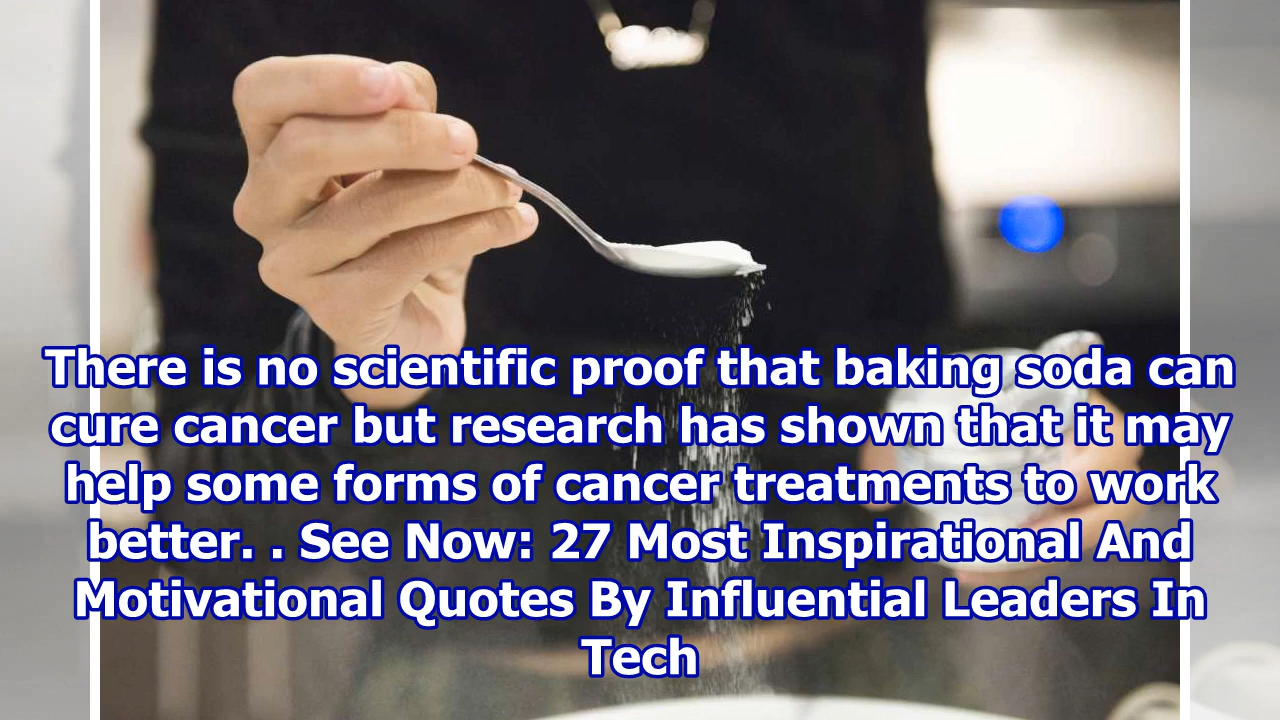 There is no scientific proof that baking soda can
cure cancer but research has shown that it may
help some forms of cancer treatments to work
better. . See Now: 27 Most Inspirational And
Motivational Quotes By Influential Leaders In
Tech